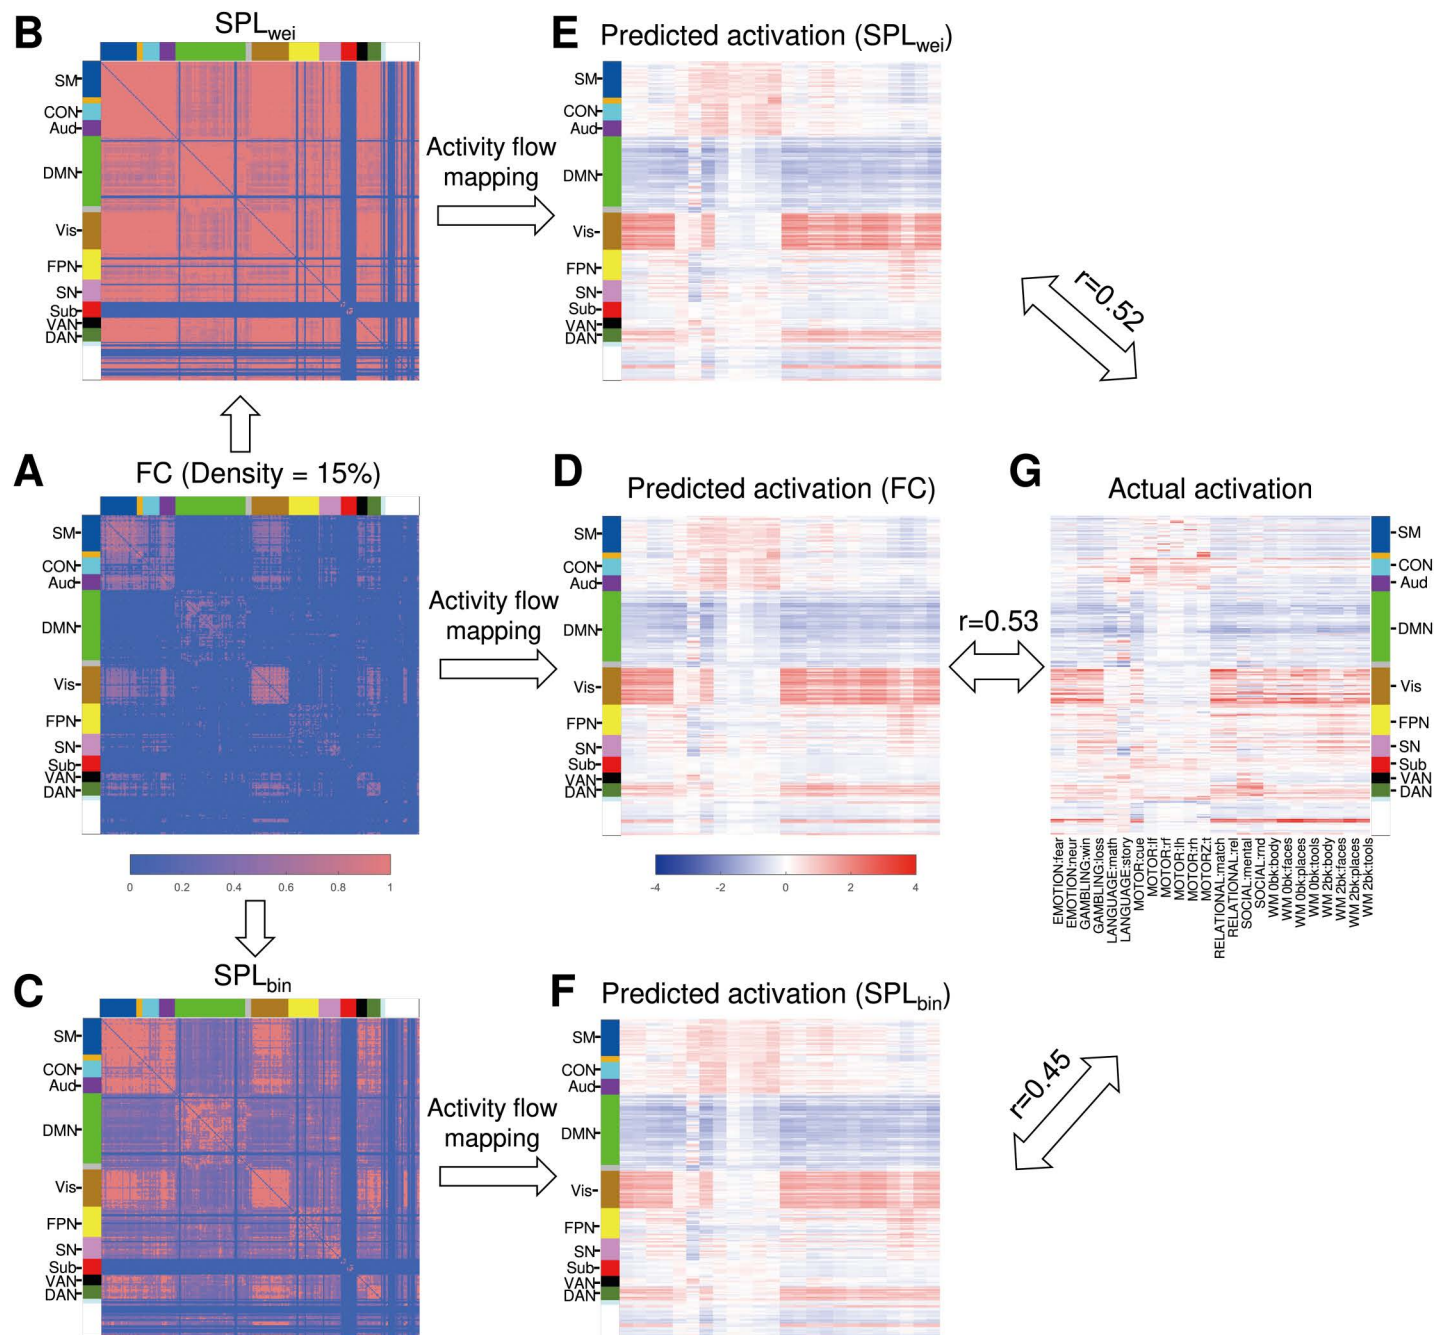 B
SPLwei
SM
CON
Aud
DMN
Vis
FPN
SN
Sub
VAN
DAN
Activity flow
mapping
E
Predicted activation (SPLwei)
SM
CON
Aud
DMN
Vis
FPN
SN
Sub
VAN
DAN
r=0.52
A
FC (Density = 15%)
SM
CON
Aud
DMN
Vis
FPN
SN
Sub
VAN
DAN
0 0.2 0.4 0.6 0.8 1
Activity flow
mapping
D
Predicted activation (FC)
SM
CON
Aud
DMN
Vis
FPN
SN
Sub
VAN
DAN
-4 -2 0 2 4
r=0.53
G
Actual activation
SM
CON
Aud
DMN
Vis
FPN
SN
Sub
VAN
DAN
EMOTION:fear
EMOTION:neur
GAMBLING:win
GAMBLING:loss
LANGUAGE:math
LANGUAGE:story
MOTOR:cue
MOTOR:lf
MOTOR:rf
MOTOR:lh
MOTOR:rh
MOTORZ:t
RELATIONAL:match
RELATIONAL:rel
SOCIAL:mental
SOCIAL:rnd
WM 0bk:body
WM 0bk:faces
WM 0bk:places
WM 0bk:tools
WM 2bk:body
WM 2bk:faces
WM 2bk:places
WM 2bk:tools
C
SPLbin
SM
CON
Aud
DMN
Vis
FPN
SN
Sub
VAN
DAN
Activity flow
mapping
F
Predicted activation (SPLbin)
SM
CON
Aud
DMN
Vis
FPN
SN
Sub
VAN
DAN
r=0.45